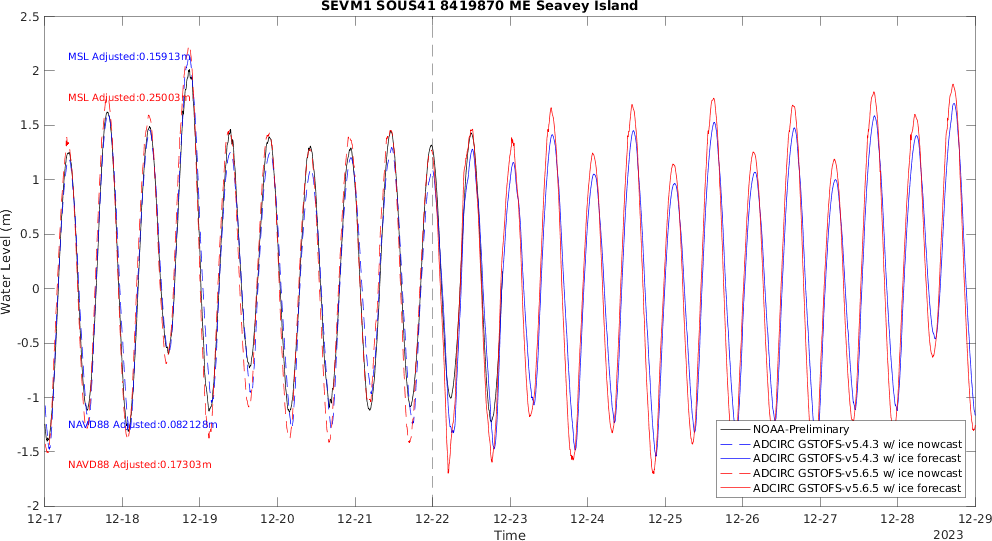 SEVM1 SOUS41 8419870 ME Seavey Island
2.5
2
1.5
1
0.5
0
-0.5
-1
-1.5
-2
Water Level (m)
MSL Adjusted:0.15913m
MSL Adjusted:0.25003m
NAVD88 Adjusted:0.082128m
NAVD88 Adjusted:0.17303m
NOAA-Preliminary
ADCIRC GSTOFS-v5.4.3 w/ ice nowcast
ADCIRC GSTOFS-v5.4.3 w/ ice forecast
ADCIRC GSTOFS-v5.6.5 w/ ice nowcast
ADCIRC GSTOFS-v5.6.5 w/ ice forecast
12-17 12-18 12-19 12-20 12-21 12-22 12-23 12-24 12-25 12-26 12-27 12-28 12-29
Time
2023